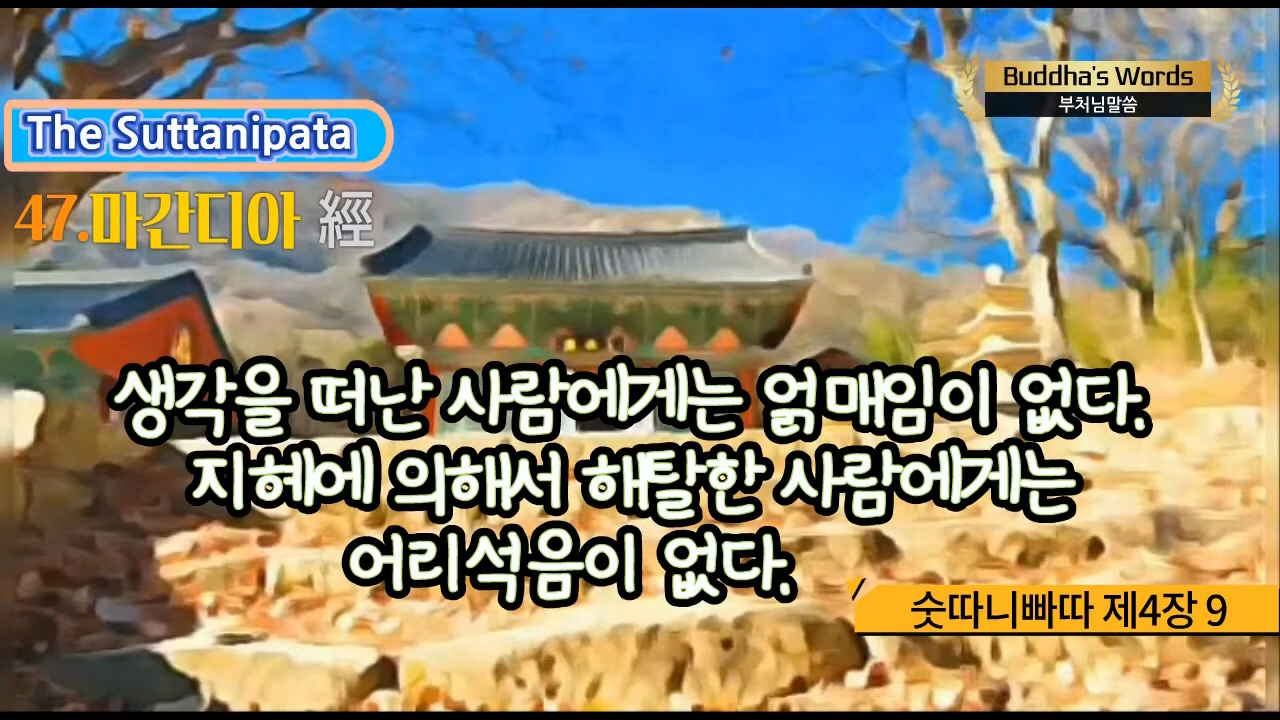 Buddha's Words
부처님말씀
The Suttanipata
47.마간디아 經
생각을 떠난 사람에게는 얽매임이 없다.
지혜에 의해서 해탈한 사람에게는
어리석음이 없다.
숫따니빠따 제4장 9